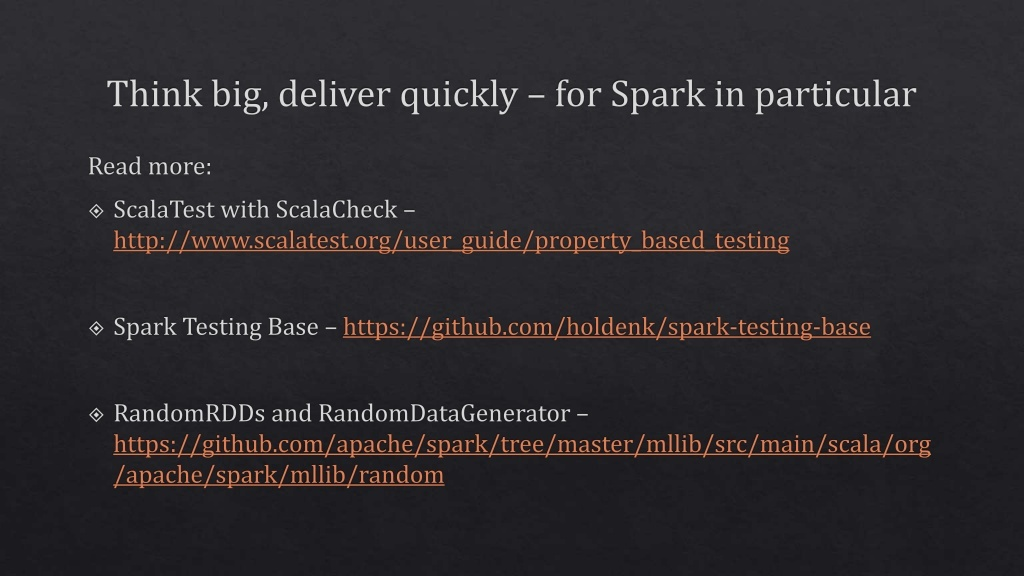 Think big, deliver quickly – for Spark in particular
Read more:
ScalaTest with ScalaCheck –
http://www.scalatest.org/user_guide/property_based_testing
Spark Testing Base – https://github.com/holdenk/spark-testing-base
RandomRDDs and RandomDataGenerator –
https://github.com/apache/spark/tree/master/mllib/src/main/scala/org
/apache/spark/mllib/random